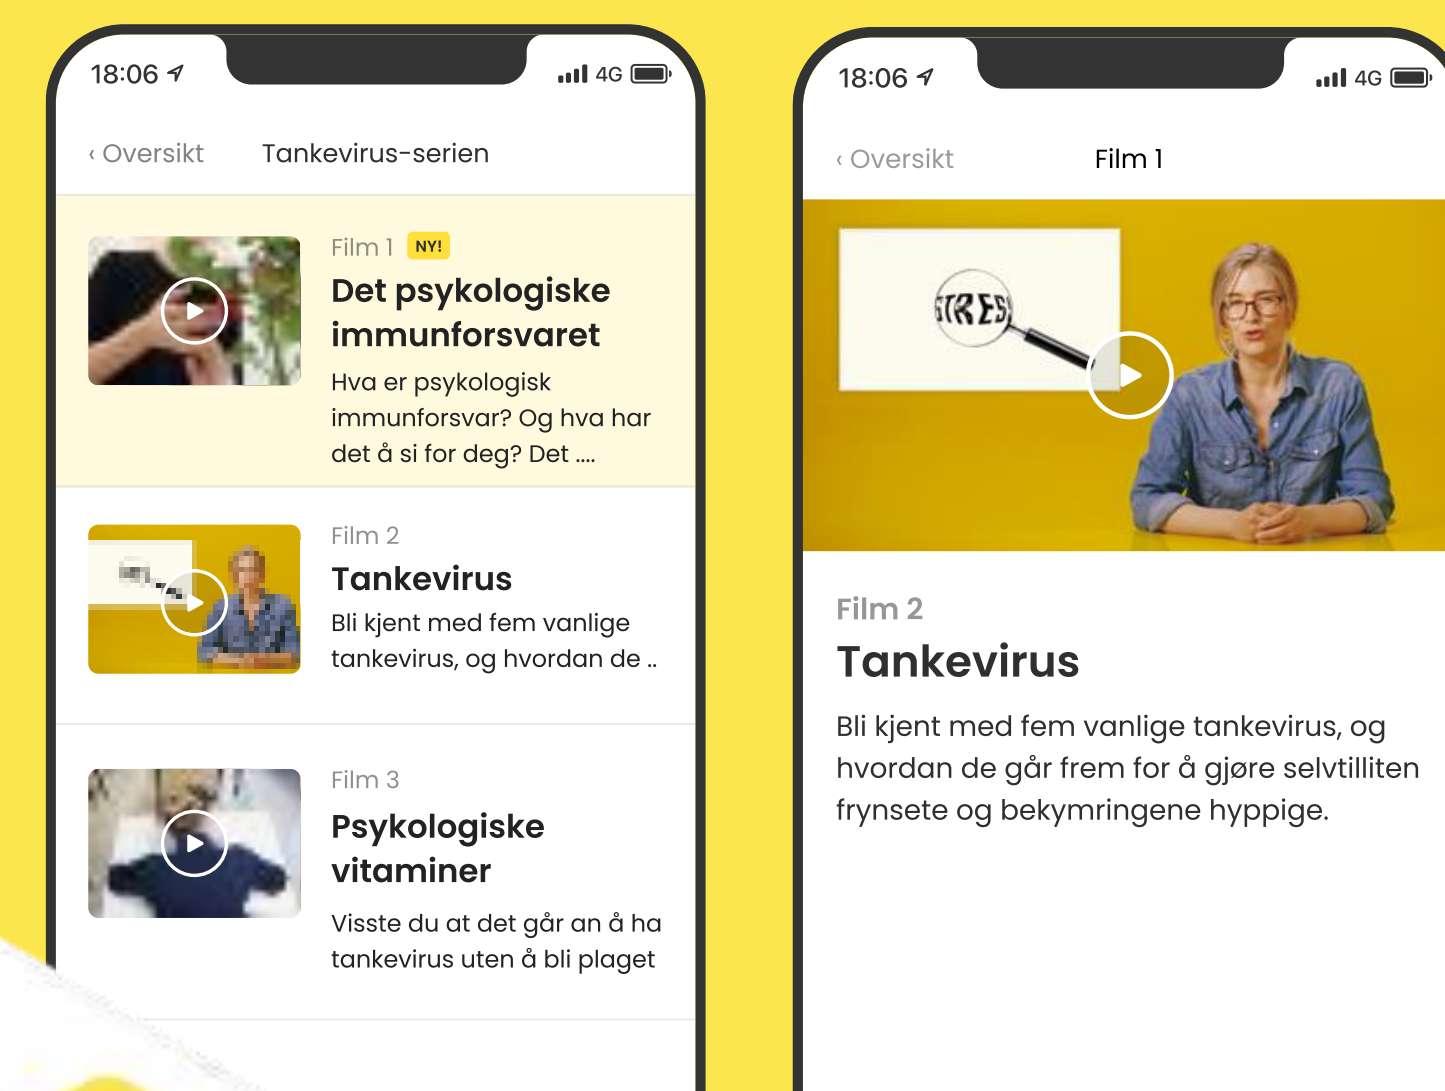 18:06
4G
‹ Oversikt
Tankevirus-serien
Film 1
NY!
Det psykologiske
immunforsvaret
Hva er psykologisk
immunforsvar? Og hva har
det å si for deg? Det ....
Film 2
Tankevirus
Bli kjent med fem vanlige
tankevirus, og hvordan de ..
Film 3
Psykologiske
vitaminer
Visste du at det går an å ha
tankevirus uten å bli plaget
18:06
4G
‹ Oversikt
Film 1
STRES
Film 2
Tankevirus
Bli kjent med fem vanlige tankevirus, og
hvordan de går frem for å gjøre selvtilliten
frynsete og bekymringene hyppige.